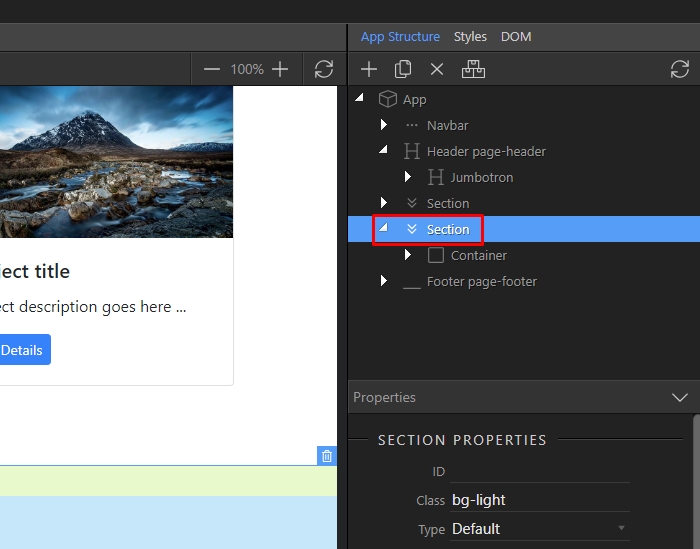 App Structure Styles DOM
100%
App
Navbar
Header page-header
Jumbotron
Section
Section
Container
Footer page-footer
ject title
ect description goes here ...
Details
Properties
SECTION PROPERTIES
ID
Class bg-light
Type Default